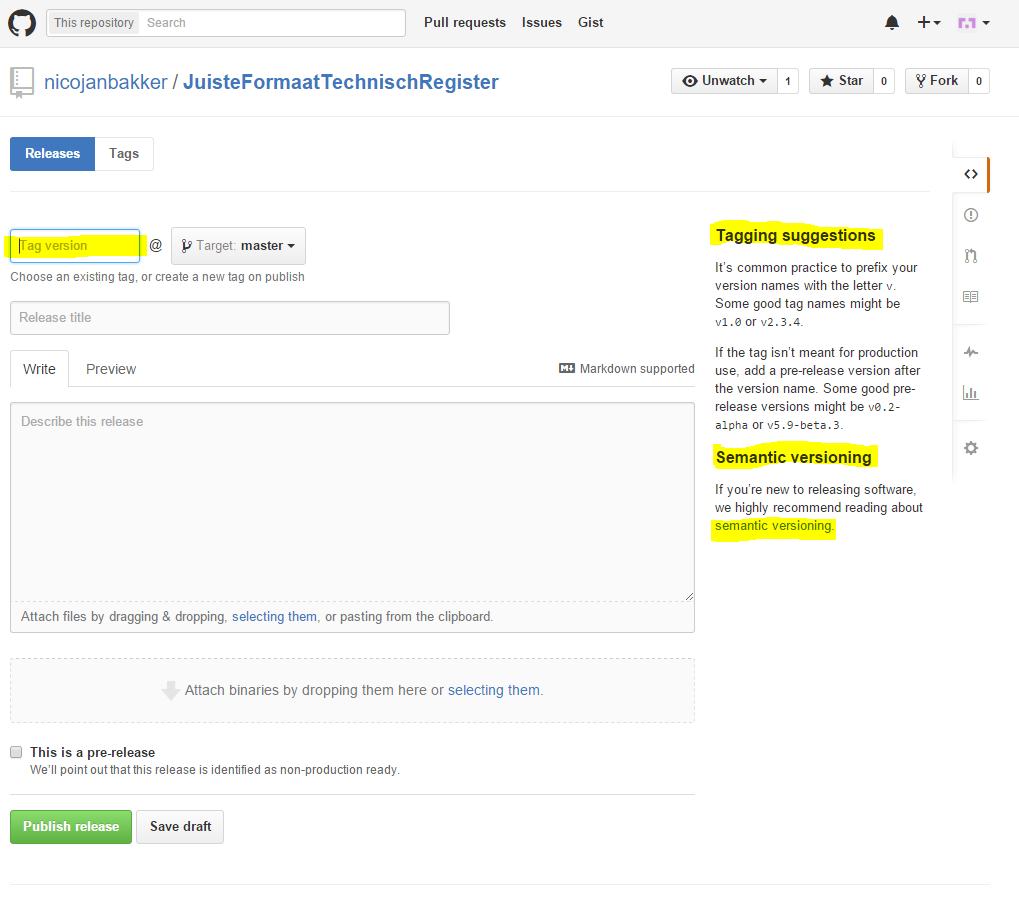 This repository Search Pull requests Issues Gist
nicojanbakker / JuisteFormaatTechnischRegister Unwatch 1 Star 0 Fork 0
Releases Tags
Tag version @ Target: master
Choose an existing tag, or create a new tag on publish
Release title
Write Preview Markdown supported
Describe this release
Attach files by dragging & dropping, selecting them, or pasting from the clipboard.
Attach binaries by dropping them here or selecting them.
This is a pre-release
We'll point out that this release is identified as non-production ready.
Publish release Save draft
Tagging suggestions
It's common practice to prefix your
version names with the letter v.
Some good tag names might be
v1.0 or v2.3.4.
If the tag isn't meant for production
use, add a pre-release version after
the version name. Some good pre-
release versions might be v0.2-
alpha or v5.9-beta.3.
Semantic versioning
If you're new to releasing software,
we highly recommend reading about
semantic versioning.